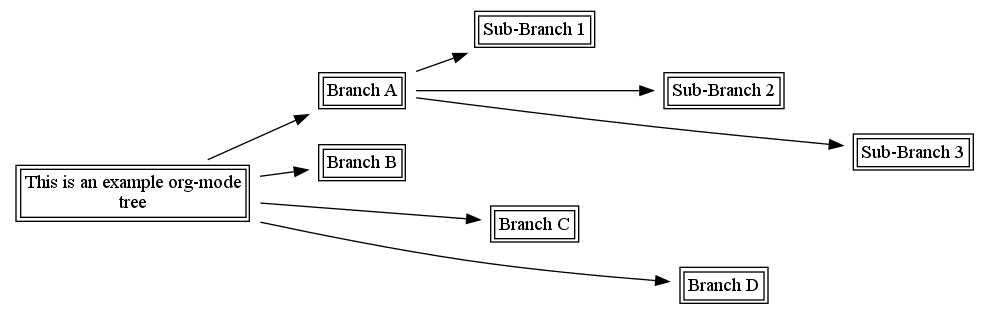 Sub-Branch 1
Branch A
Sub-Branch 2
Sub-Branch 3
Branch B
This is an example org-mode
tree
Branch C
Branch D